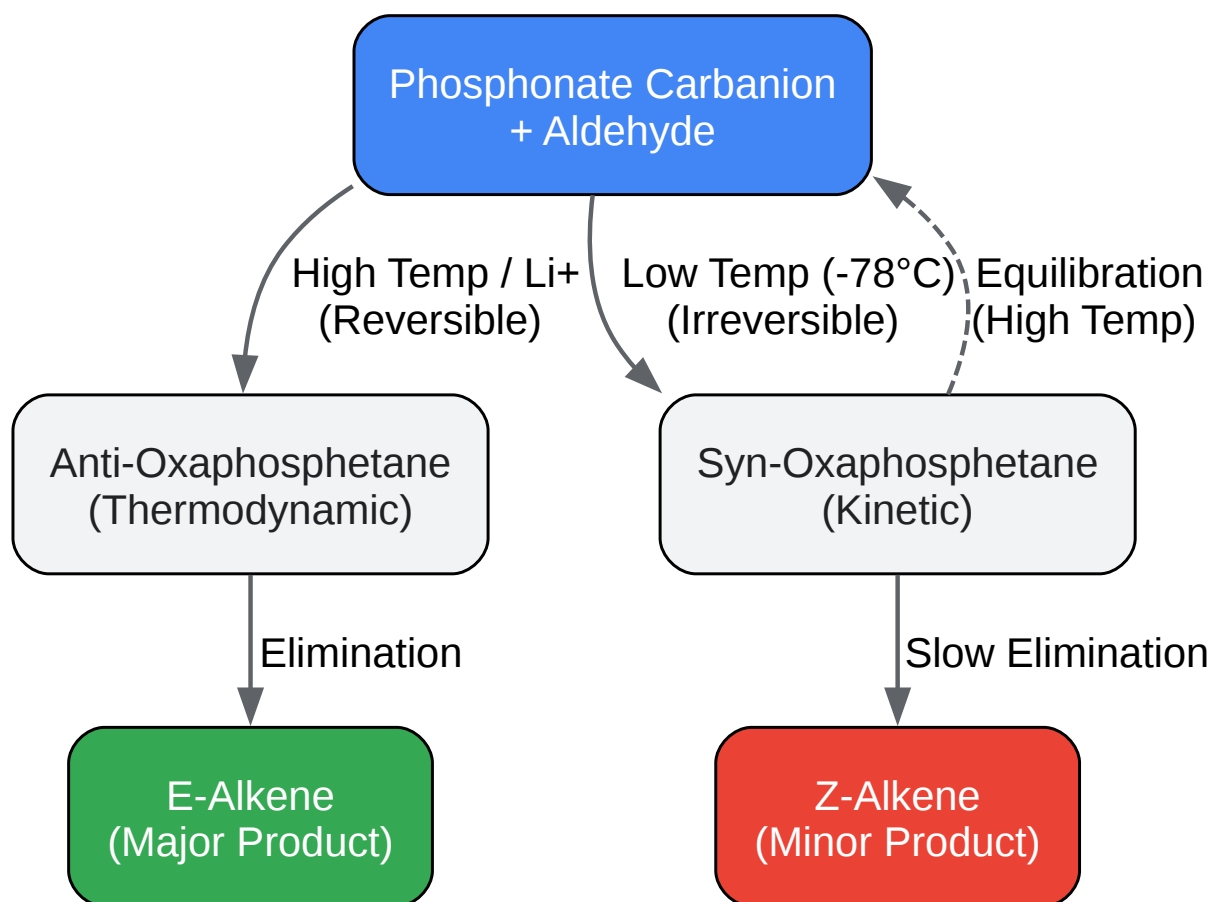 Phosphonate Carbanion
+ Aldehyde
High Temp / Li+
(Reversible)
Low Temp (-78°C)
(Irreversible)
Equilibration
(High Temp)
Anti-Oxaphosphetane
(Thermodynamic)
Syn-Oxaphosphetane
(Kinetic)
Elimination
Slow Elimination
E-Alkene
(Major Product)
Z-Alkene
(Minor Product)